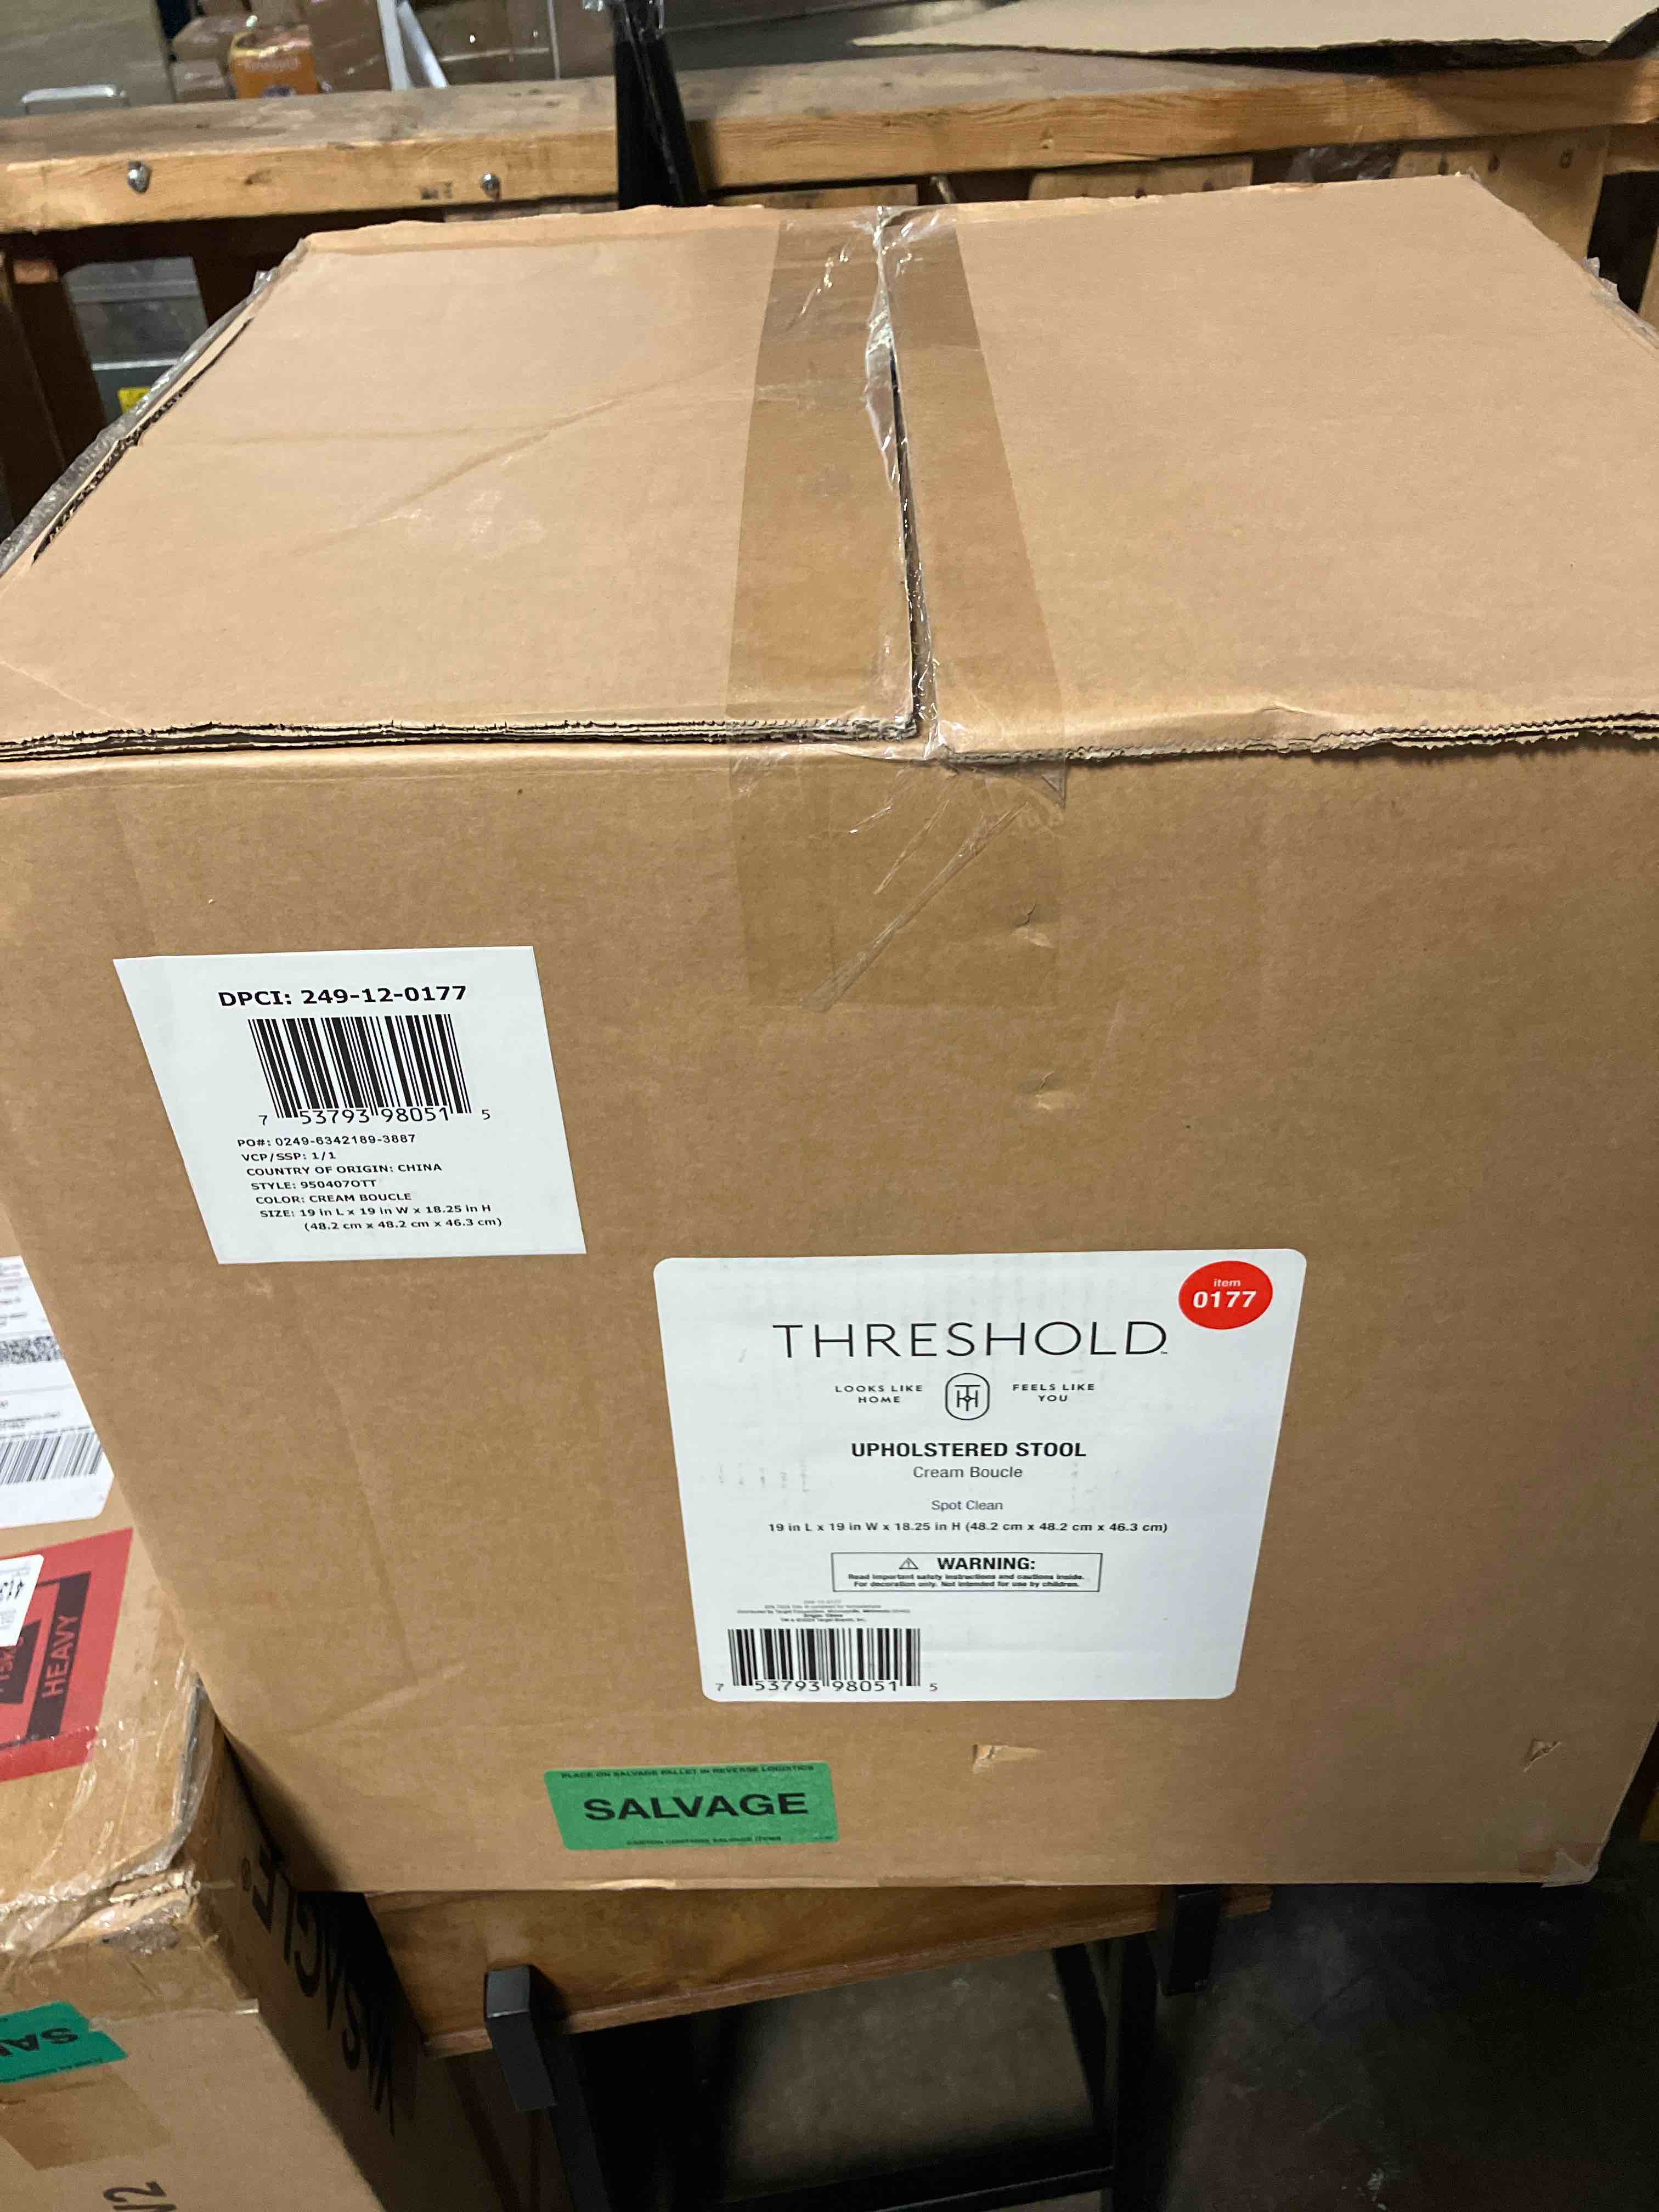 DPCI: 249-12-0177
7 53793 98051 5
PO#: 0249-6342189-3887
VCP/SSP: 1/1
COUNTRY OF ORIGIN: CHINA
STYLE: 950407OTT
COLOR: CREAM BOUCLE
SIZE: 19 in L x 19 in W x 18.25 in H
(48.2 cm x 48.2 cm x 46.3 cm)
item
0177
THRESHOLD
LOOKS LIKE HOME
FEELS LIKE YOU
UPHOLSTERED STOOL
Cream Boucle
Spot Clean
19 in L x 19 in W x 18.25 in H (48.2 cm x 48.2 cm x 46.3 cm)
WARNING:
Read important safety instructions and cautions inside.
For decoration only. Not intended for use by children.
7 53793 98051 5
PLACE ON SALVAGE PALLET IN REVERSE LOGISTICS
SALVAGE
CARTON CONTAINS SALVAGE ITEMS
HEAVY